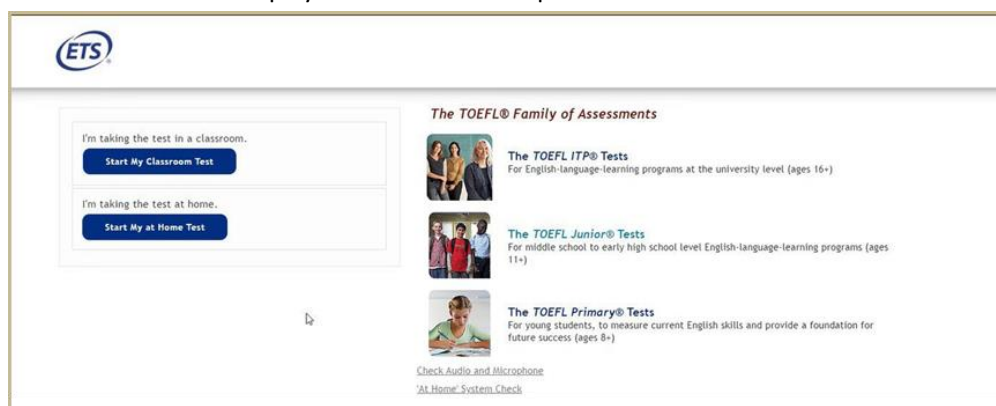 ETS
I'm taking the test in a classroom.
Start My Classroom Test
I'm taking the test at home.
Start My at Home Test
The TOEFL® Family of Assessments
The TOEFL ITP® Tests
For English-language-learning programs at the university level (ages 16+)
The TOEFL Junior® Tests
For middle school to early high school level English-language-learning programs (ages
11+)
The TOEFL Primary® Tests
For young students, to measure current English skills and provide a foundation for
future success (ages 8+)
Check Audio and Microphone
'At Home' System Check